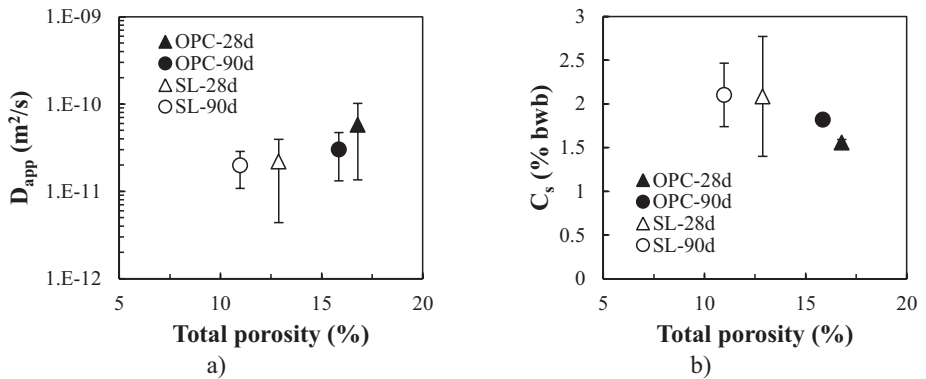 1.E-09
1.E-10
1.E-11
1.E-12
D_app (m²/s)
OPC-28d
OPC-90d
SL-28d
SL-90d
5 10 15 20
Total porosity (%)
a)
3
2.5
2
1.5
1
0.5
0
C_s (% bwb)
OPC-28d
OPC-90d
SL-28d
SL-90d
5 10 15 20
Total porosity (%)
b)